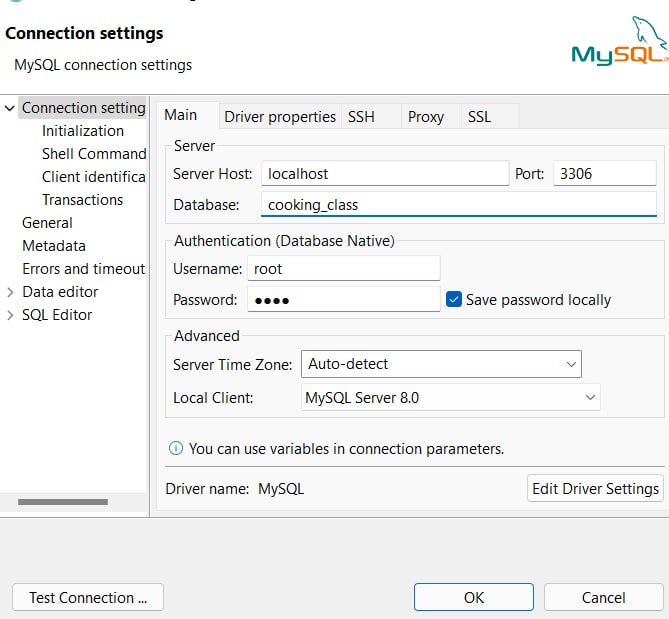 Connection settings
MySQL connection settings
MySQL
Connection setting
Initialization
Shell Command
Client identifica
Transactions
General
Metadata
Errors and timeout
Data editor
SQL Editor
Main
Driver properties
SSH
Proxy
SSL
Server
Server Host: localhost Port: 3306
Database: cooking_class
Authentication (Database Native)
Username: root
Password: ●●●● Save password locally
Advanced
Server Time Zone: Auto-detect
Local Client: MySQL Server 8.0
You can use variables in connection parameters.
Driver name: MySQL Edit Driver Settings
Test Connection ... OK Cancel